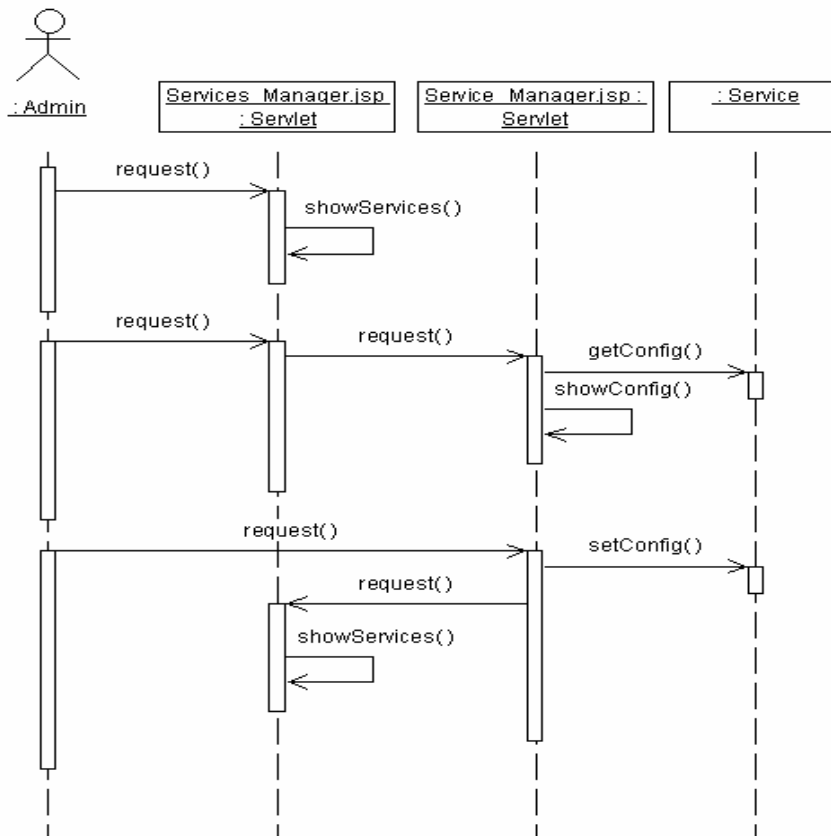 : Admin
Services_Manager.jsp
: Servlet
Service_Manager.jsp :
Servlet
: Service
request()
showServices()
request()
request()
getConfig()
showConfig()
request()
setConfig()
request()
showServices()